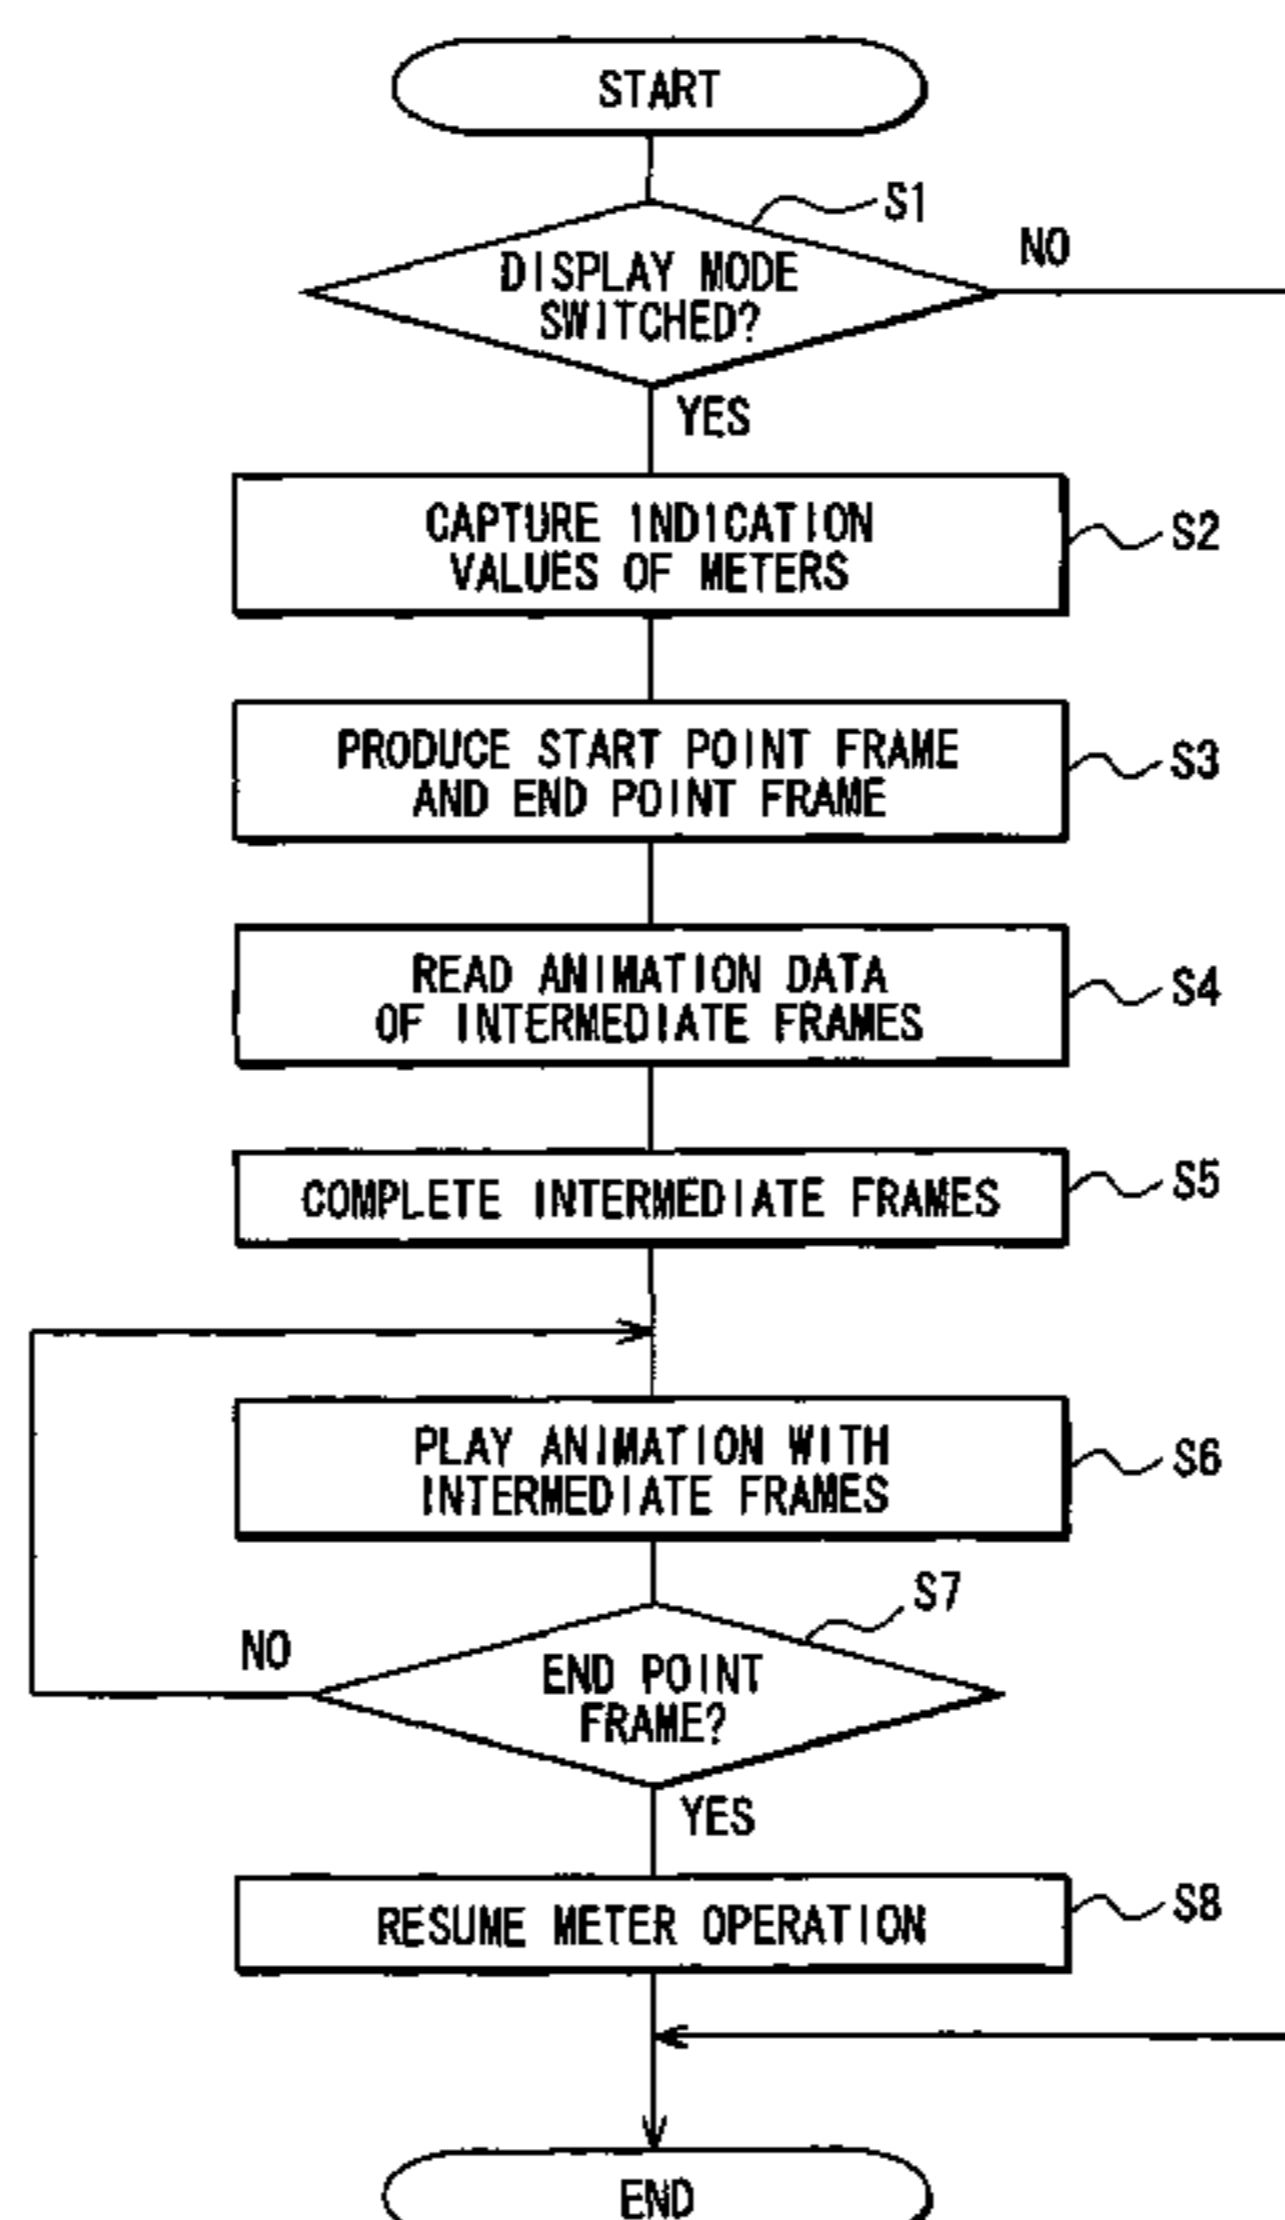 START
S1
NO
DISPLAY MODE
SWITCHED?
YES
CAPTURE INDICATION
VALUES OF METERS
S2
PRODUCE START POINT FRAME
AND END POINT FRAME
S3
READ ANIMATION DATA
OF INTERMEDIATE FRAMES
S4
COMPLETE INTERMEDIATE FRAMES
S5
PLAY ANIMATION WITH
INTERMEDIATE FRAMES
S6
S7
NO
END POINT
FRAME?
YES
RESUME METER OPERATION
S8
END